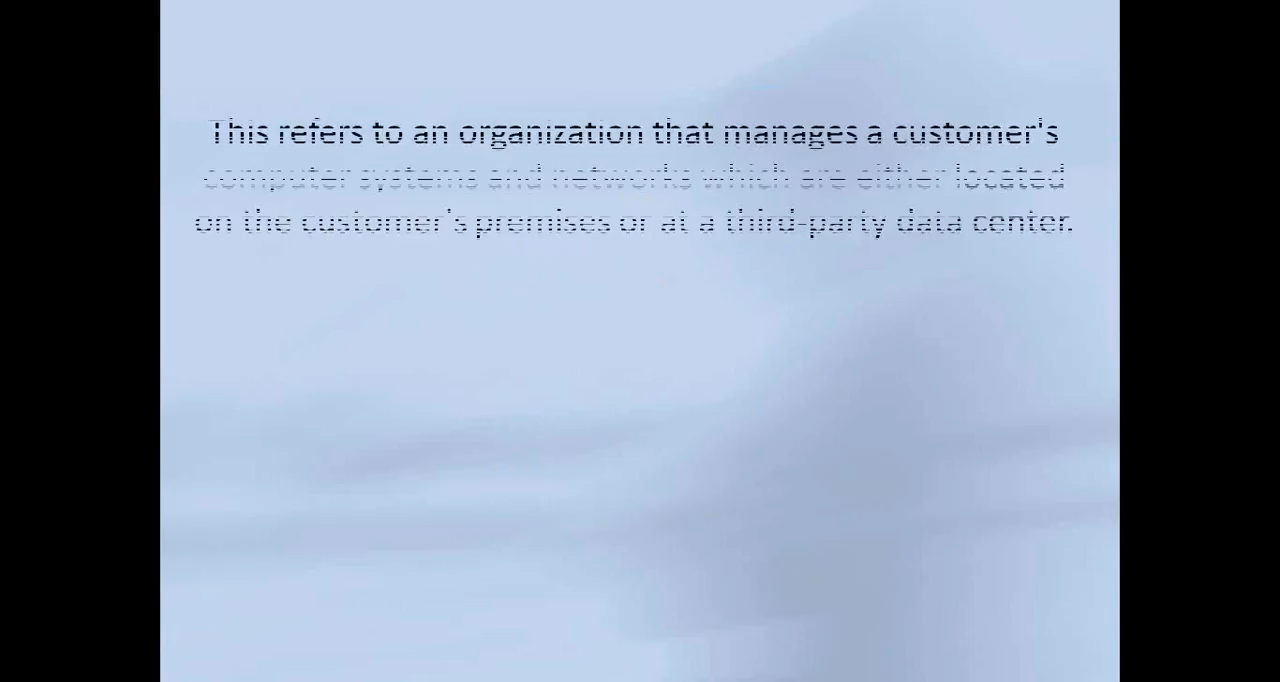 This refers to an organization that manages a customer's
computer systems and networks which are either located
on the customer's premises or at a third-party data center.